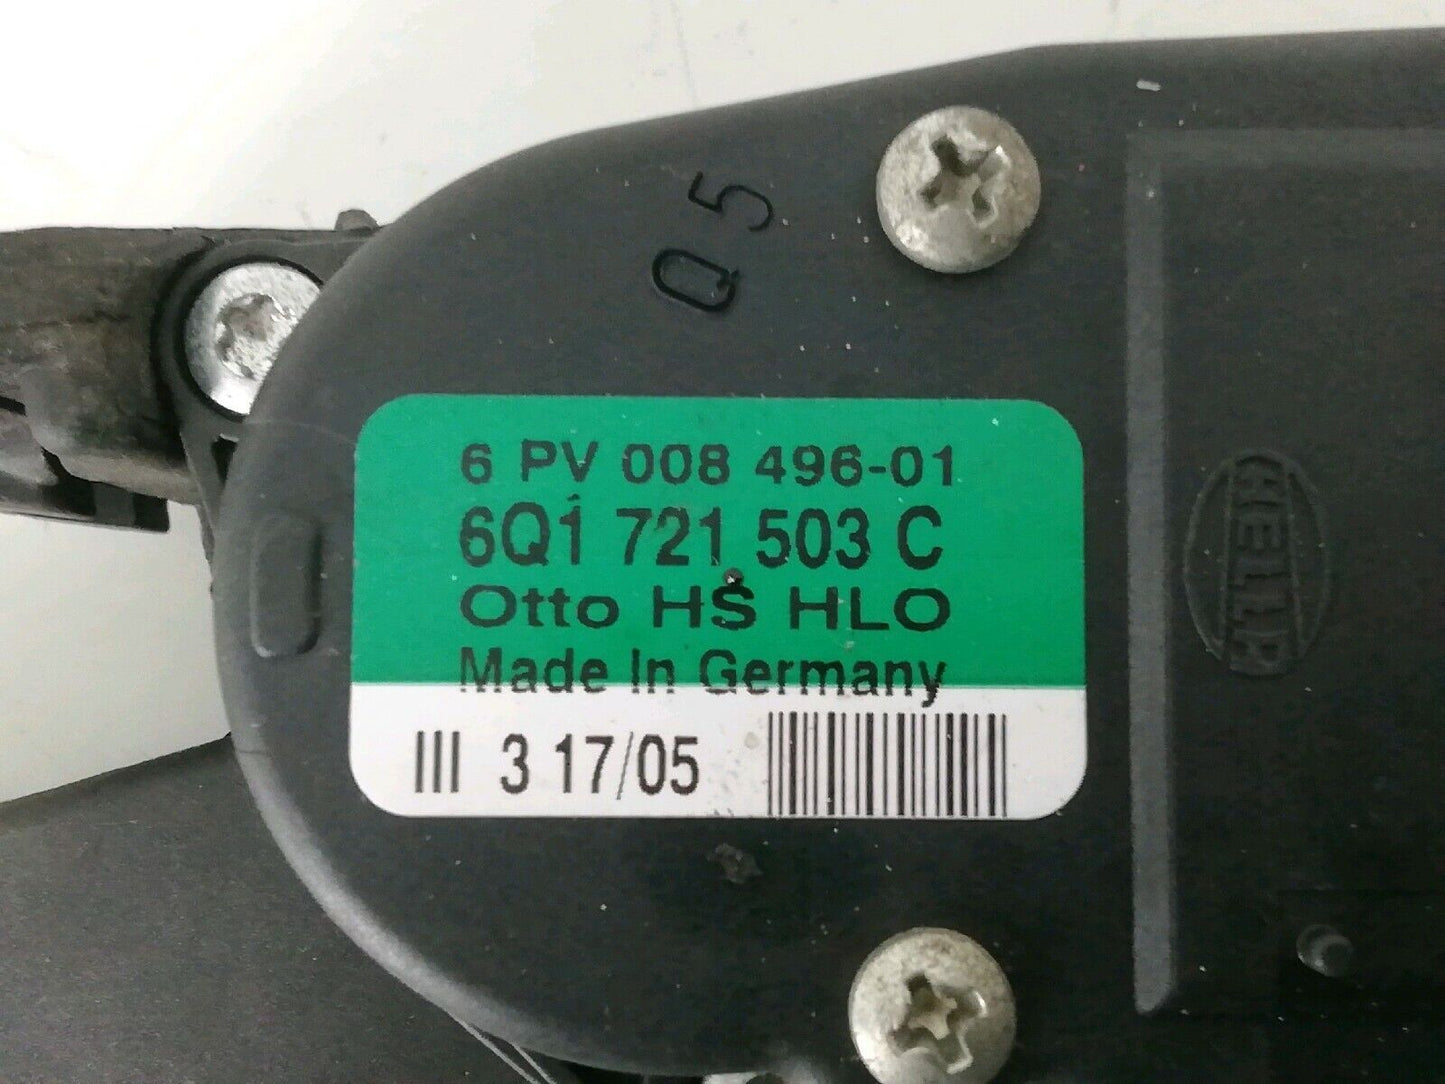 Q 5
6 PV 008 496-01
6Q1 721 503 C
Otto HS HLO
Made In Germany
III 3 17/05
HELLA